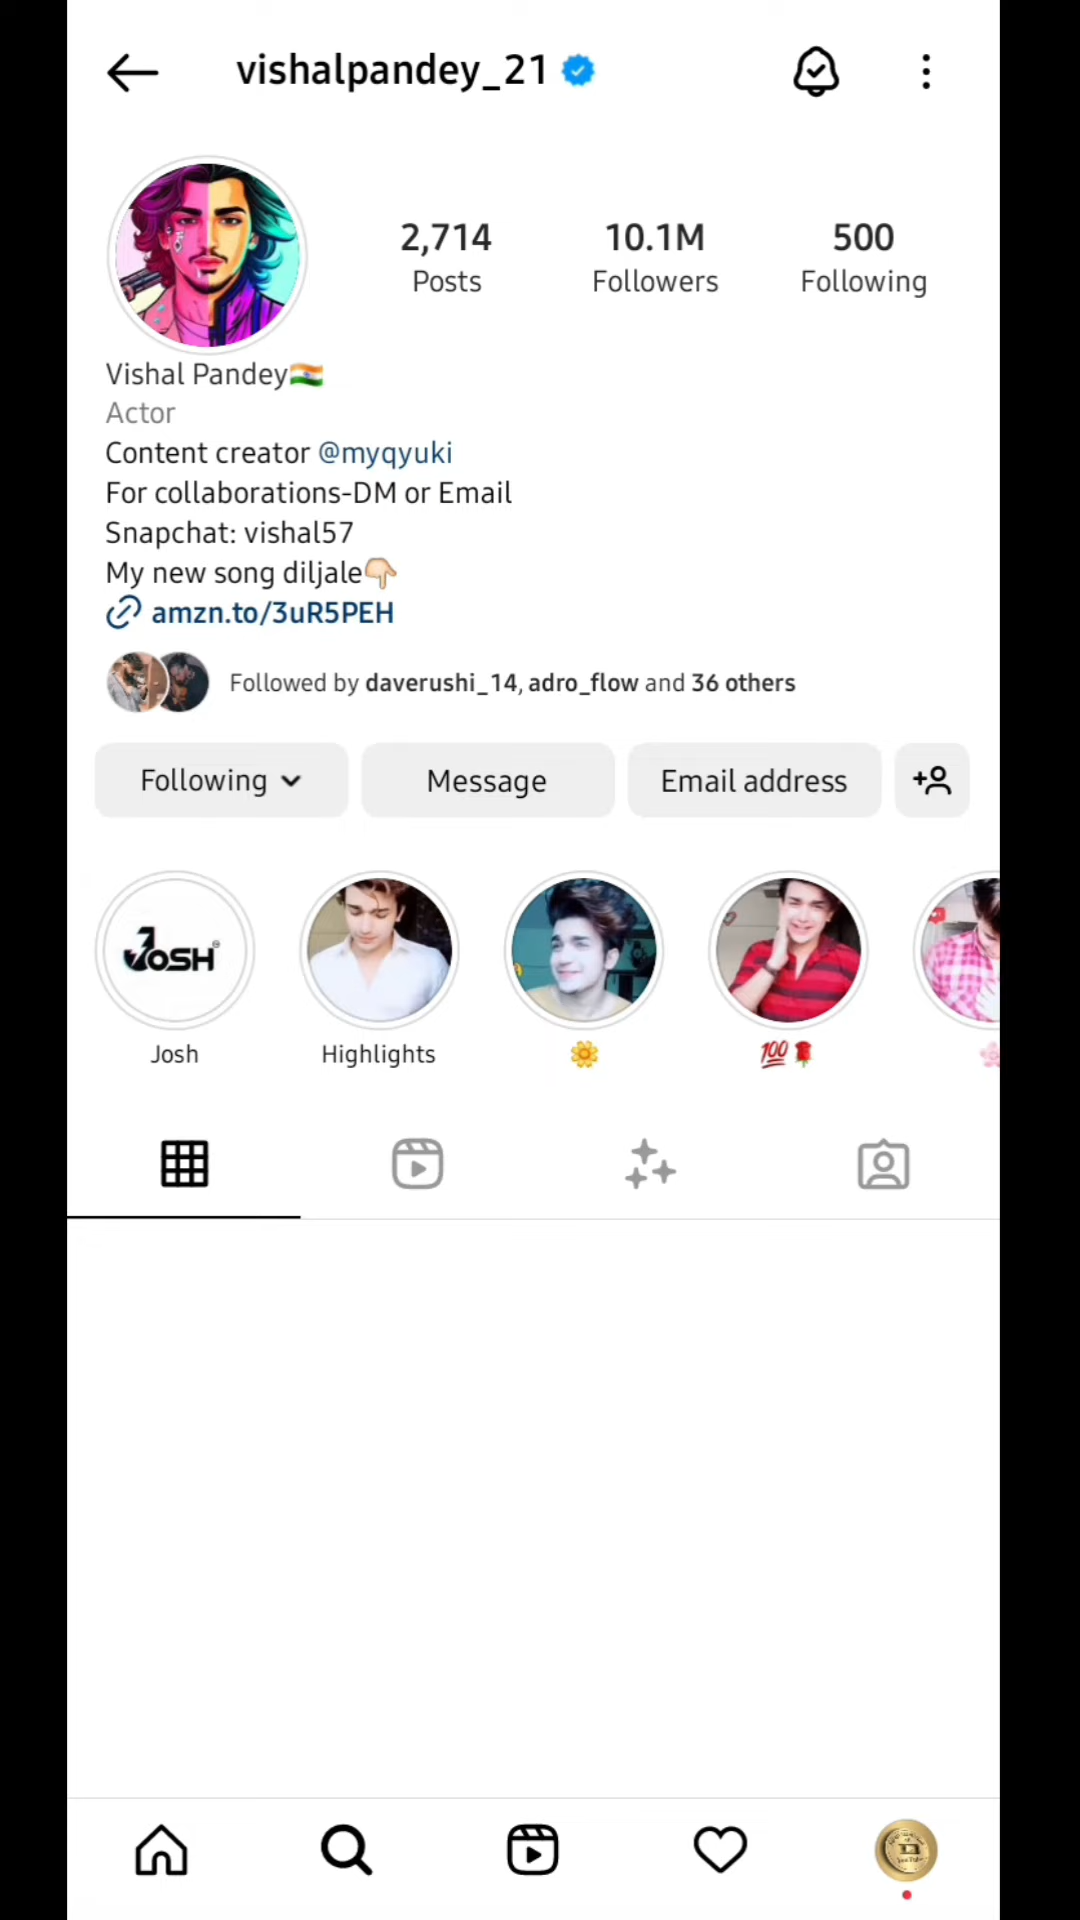 vishalpandey_21
2,714
Posts
10.1M
Followers
500
Following
Vishal Pandey🇮🇳
Actor
Content creator @myqyuki
For collaborations-DM or Email
Snapchat: vishal57
My new song diljale👇🏻
amzn.to/3uR5PEH
Followed by daverushi_14, adro_flow and 36 others
Following
Message
Email address
JOSH
Josh
Highlights
🌼
💯🌹
🌸